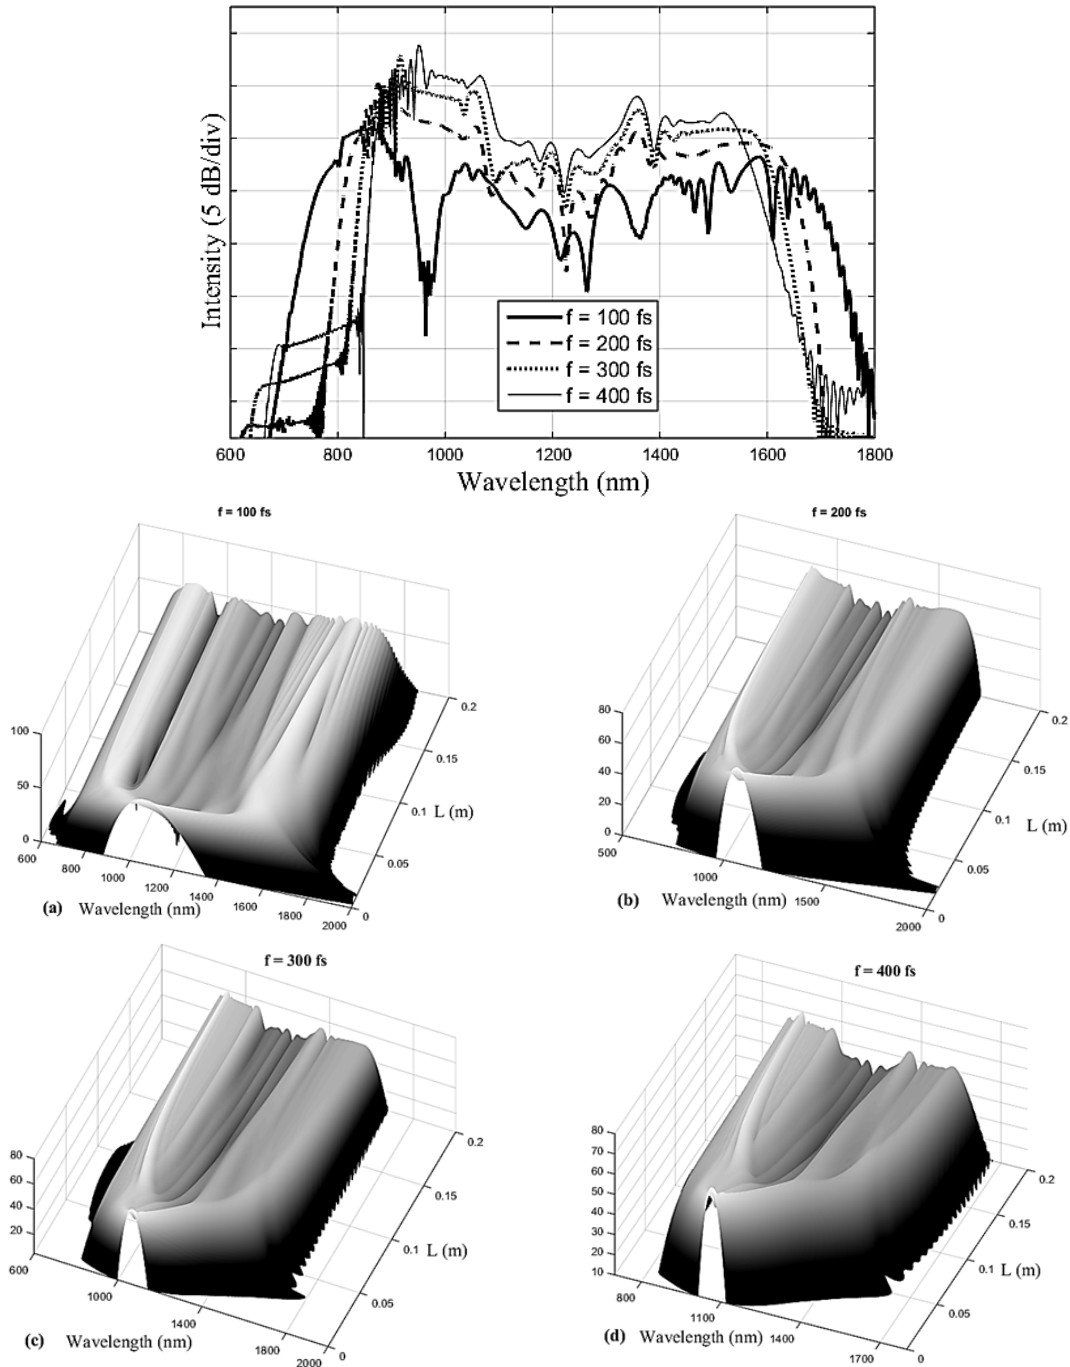 Intensity (5 dB/div)
f = 100 fs
f = 200 fs
f = 300 fs
f = 400 fs
600 800 1000 1200 1400 1600 1800
Wavelength (nm)
f = 100 fs
100
50
0
600 800 1000 1200 1400 1600 1800 2000
0 0.05 0.1 0.15 0.2
L (m)
(a) Wavelength (nm)
f = 200 fs
80
60
40
20
0
500 1000 1500 2000
0 0.05 0.1 0.15 0.2
L (m)
(b) Wavelength (nm)
f = 300 fs
80
60
40
20
600 1000 1400 1800 2000
0 0.05 0.1 0.15 0.2
L (m)
(c) Wavelength (nm)
f = 400 fs
80
70
60
50
40
30
20
10
800 1100 1400 1700
0 0.05 0.1 0.15 0.2
L (m)
(d) Wavelength (nm)